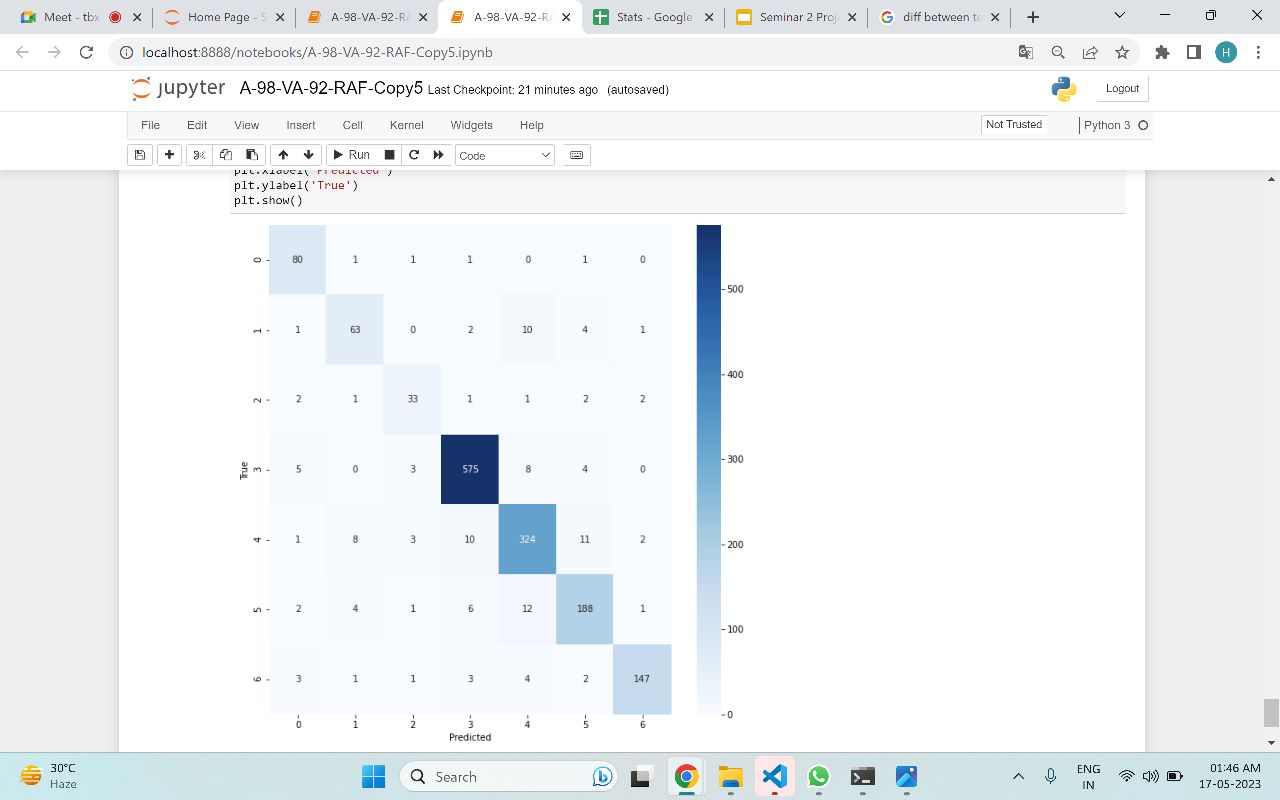 Meet - tbx
Home Page - S
A-98-VA-92-R
A-98-VA-92-R
Stats - Google
Seminar 2 Proj
diff between te
localhost:8888/notebooks/A-98-VA-92-RAF-Copy5.ipynb
H
jupyter A-98-VA-92-RAF-Copy5 Last Checkpoint: 21 minutes ago (autosaved)
Logout
File Edit View Insert Cell Kernel Widgets Help
Not Trusted Python 3
Run Code
plt.xlabel('Predicted')
plt.ylabel('True')
plt.show()
0 80 1 1 1 0 1 0
1 1 63 0 2 10 4 1
2 2 1 33 1 1 2 2
3 5 0 3 575 8 4 0
4 1 8 3 10 324 11 2
5 2 4 1 6 12 188 1
6 3 1 1 3 4 2 147
True
0 1 2 3 4 5 6
Predicted
500
400
300
200
100
0
30°C
Haze
Search
ENG
IN
01:46 AM
17-05-2023